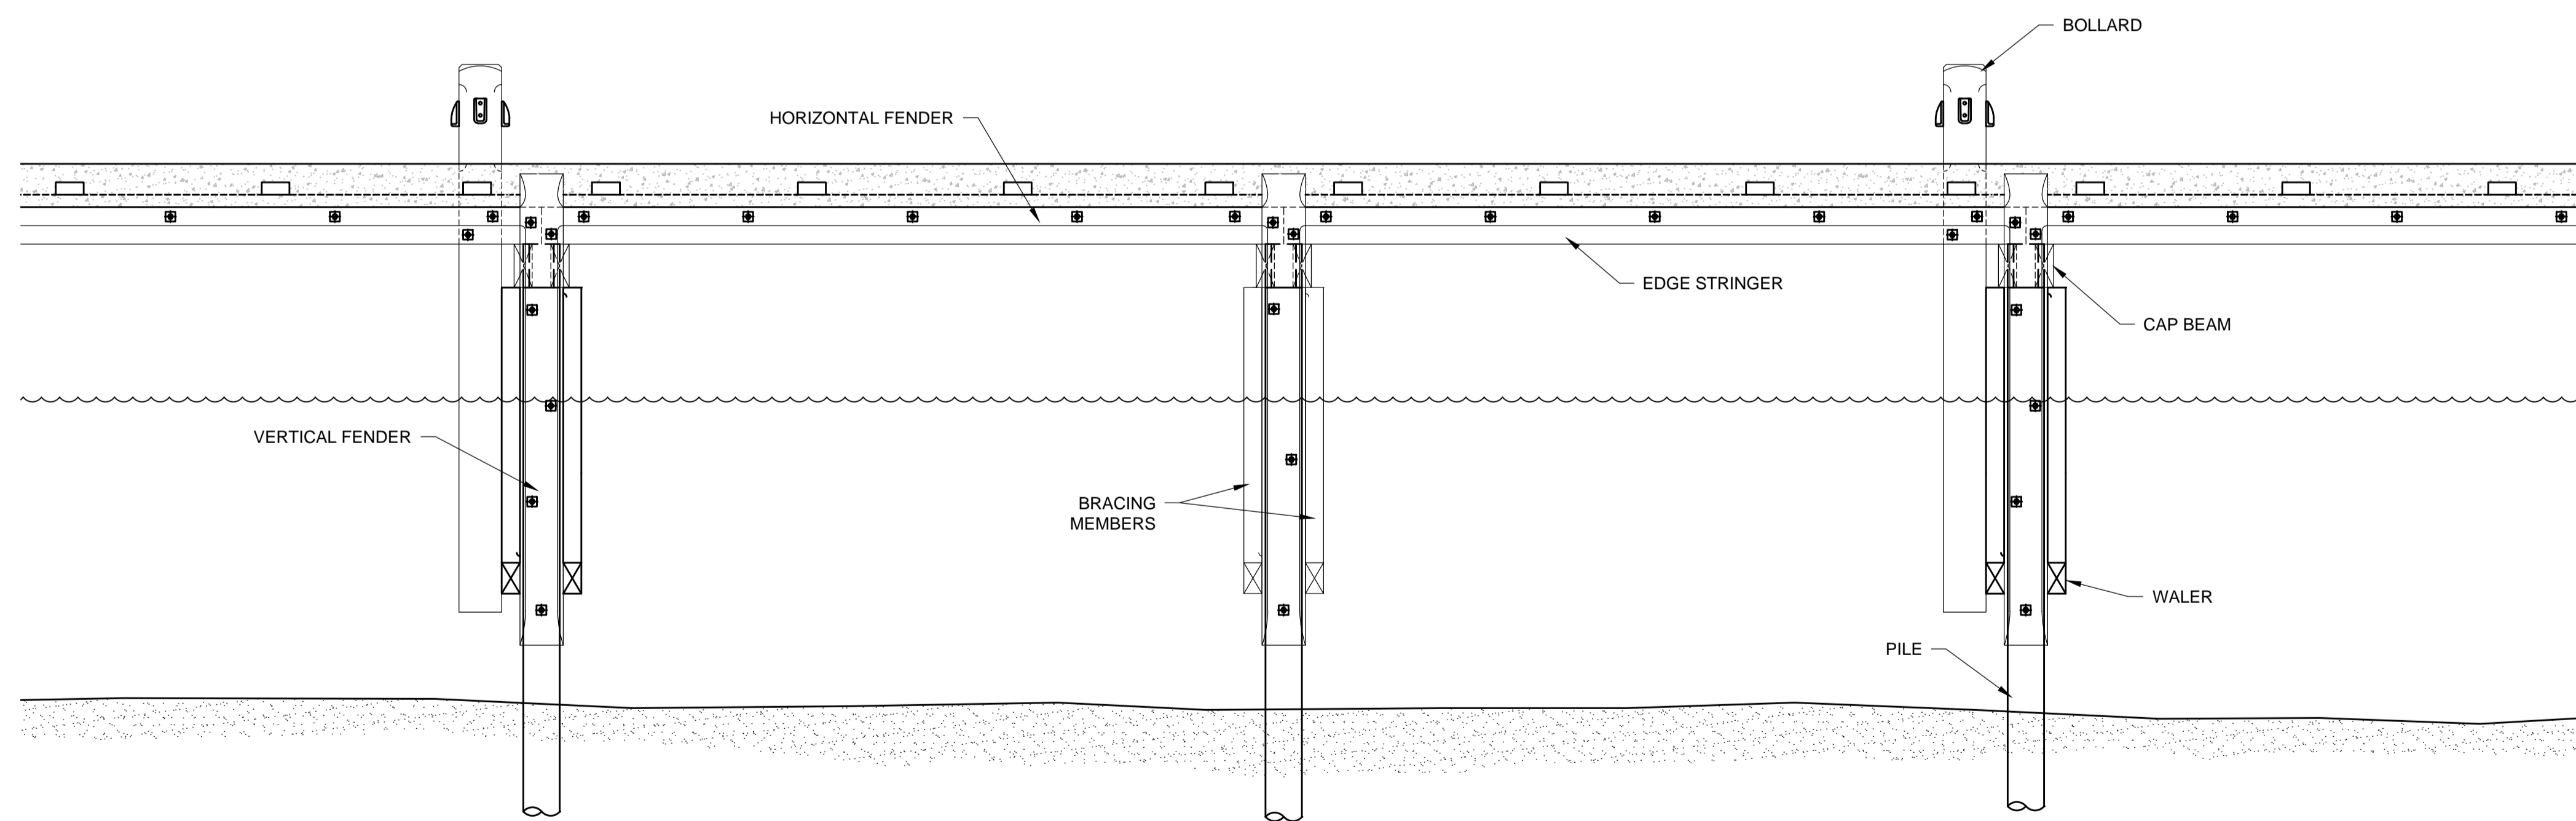 BOLLARD
HORIZONTAL FENDER
EDGE STRINGER
CAP BEAM
VERTICAL FENDER
BRACING
MEMBERS
WALER
PILE